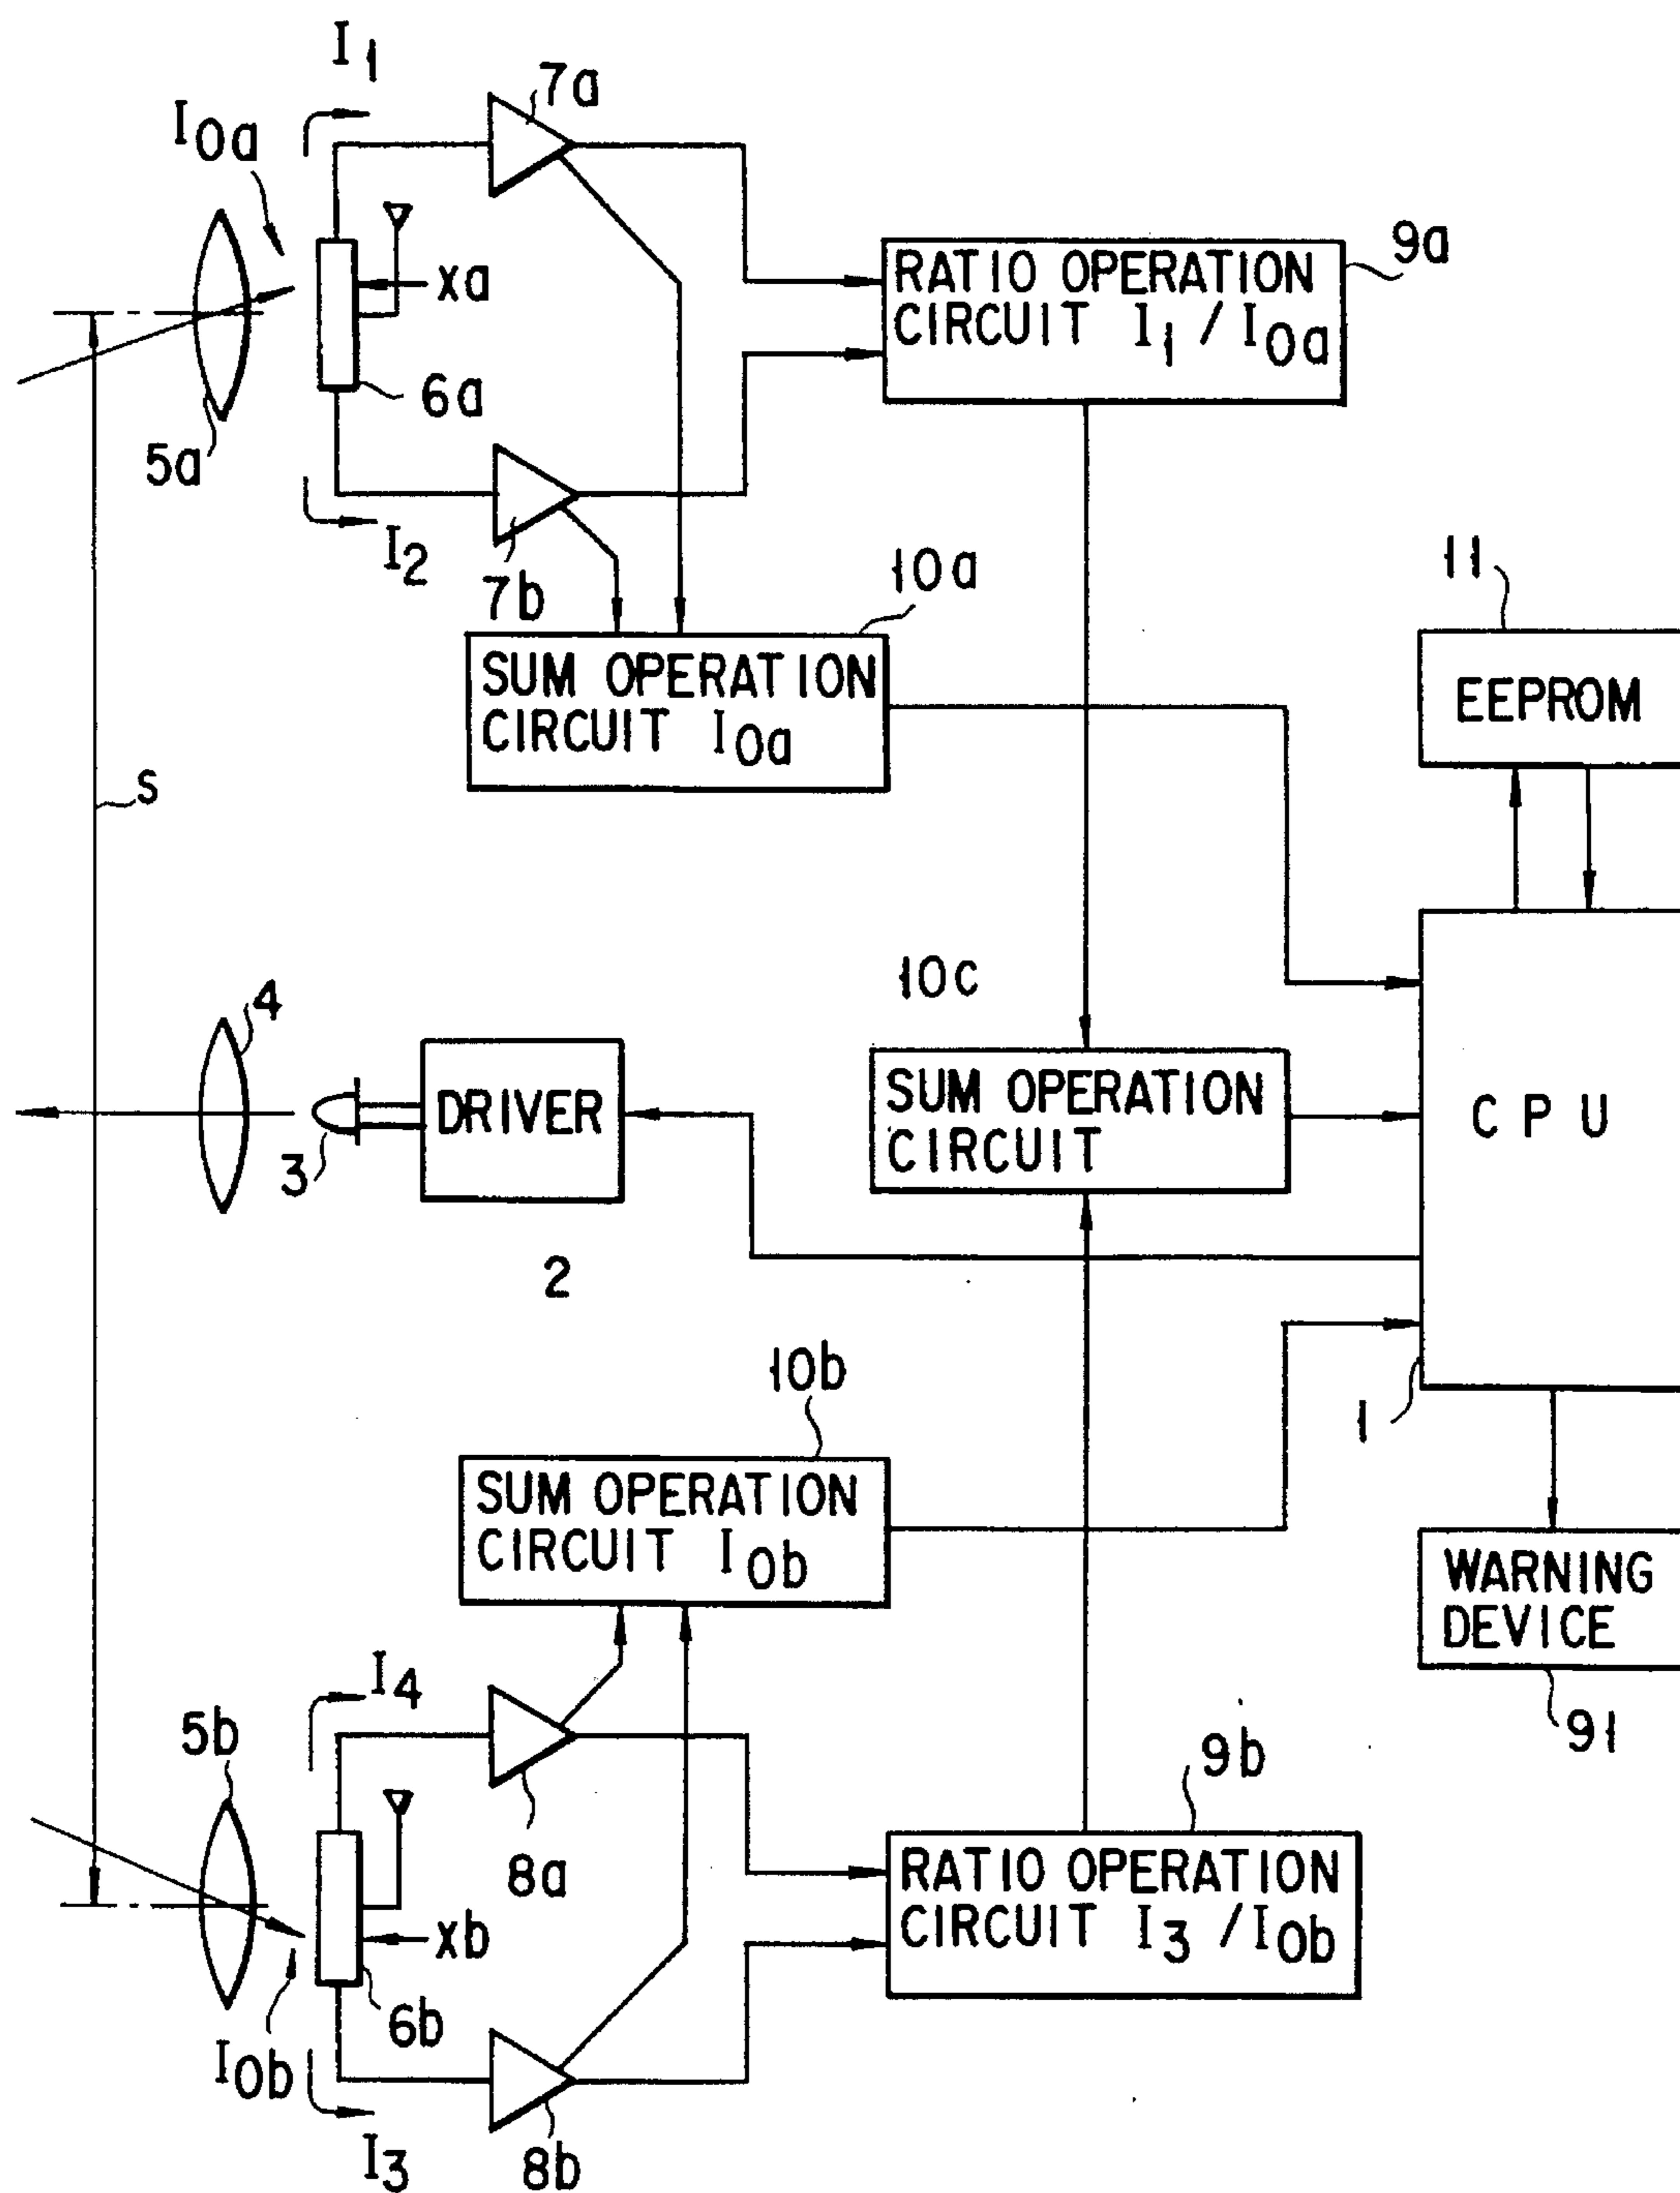 I1
I0a
7a
xa
6a
5a
I2
7b
RATIO OPERATION
CIRCUIT I1 / I0a
9a
10a
SUM OPERATION
CIRCUIT I0a
11
EEPROM
S
10c
4
3
DRIVER
2
SUM OPERATION
CIRCUIT
CPU
1
10b
SUM OPERATION
CIRCUIT I0b
WARNING
DEVICE
91
I4
5b
8a
xb
6b
I0b
I3
8b
9b
RATIO OPERATION
CIRCUIT I3 / I0b